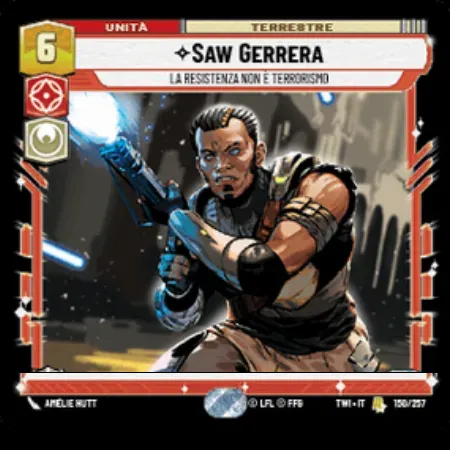 UNITÀ
TERRESTRE
6
SAW GERRERA
LA RESISTENZA NON È TERRORISMO
AMÉLIE HUTT
© LFL © FFG
TWI • IT
150/257